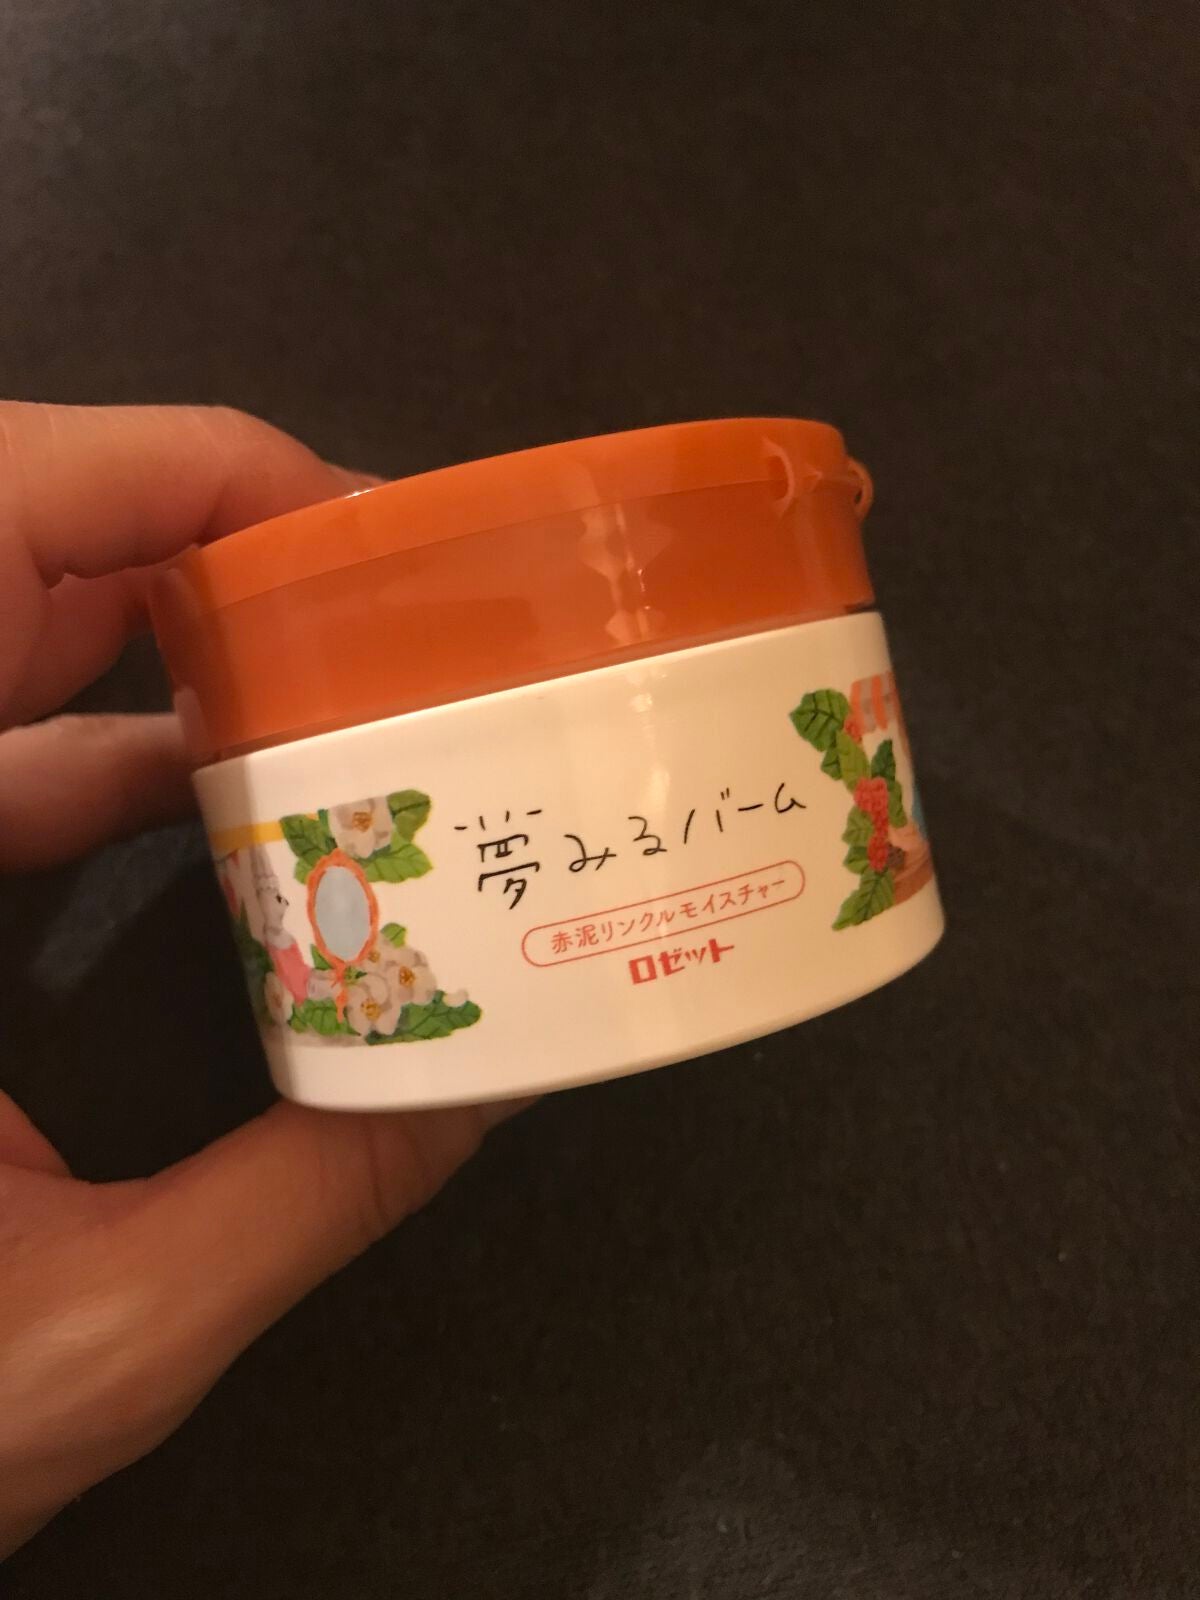 夢みるバーム
赤泥リンクルモイスチャー
ロゼット